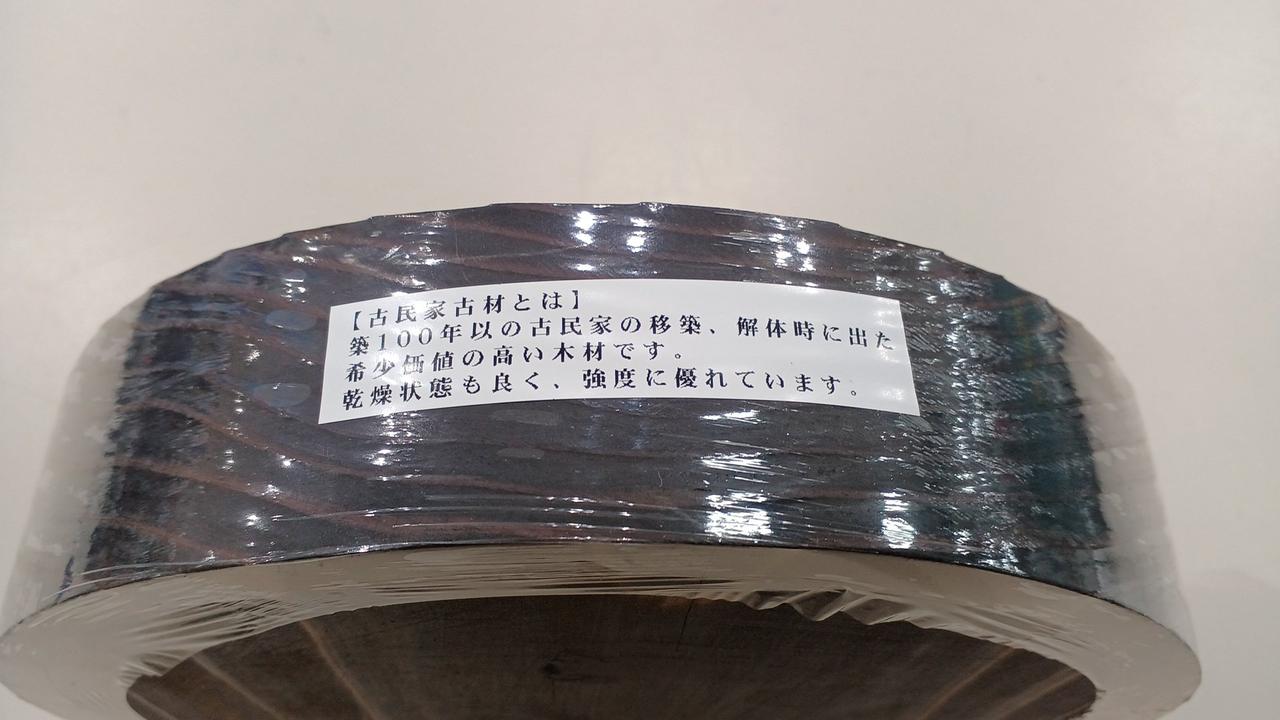 【古民家古材とは】
築100年以の古民家の移築、解体時に出た
希少価値の高い木材です。
乾燥状態も良く、強度に優れています。